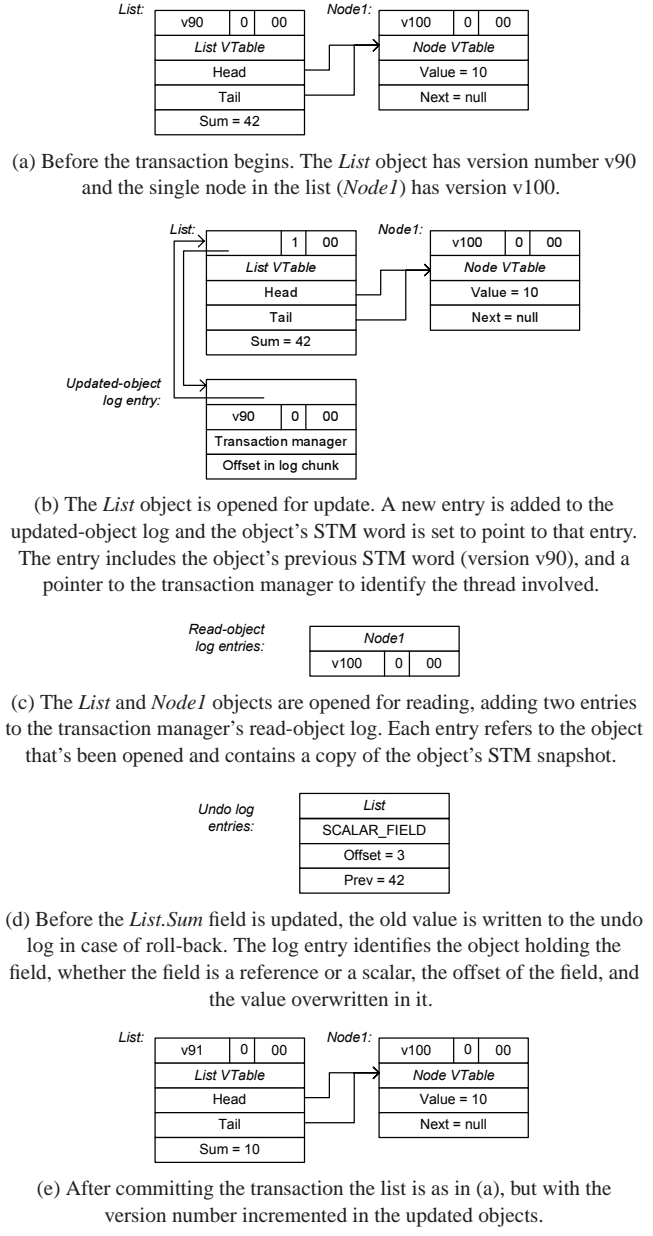 List:
v90 0 00
List VTable
Head
Tail
Sum = 42
Node1:
v100 0 00
Node VTable
Value = 10
Next = null
(a) Before the transaction begins. The List object has version number v90
and the single node in the list (Node1) has version v100.
List:
1 00
List VTable
Head
Tail
Sum = 42
Node1:
v100 0 00
Node VTable
Value = 10
Next = null
Updated-object
log entry:
v90 0 00
Transaction manager
Offset in log chunk
(b) The List object is opened for update. A new entry is added to the
updated-object log and the object's STM word is set to point to that entry.
The entry includes the object's previous STM word (version v90), and a
pointer to the transaction manager to identify the thread involved.
Read-object
log entries:
Node1
v100 0 00
(c) The List and Node1 objects are opened for reading, adding two entries
to the transaction manager's read-object log. Each entry refers to the object
that's been opened and contains a copy of the object's STM snapshot.
Undo log
entries:
List
SCALAR_FIELD
Offset = 3
Prev = 42
(d) Before the List.Sum field is updated, the old value is written to the undo
log in case of roll-back. The log entry identifies the object holding the
field, whether the field is a reference or a scalar, the offset of the field, and
the value overwritten in it.
List:
v91 0 00
List VTable
Head
Tail
Sum = 10
Node1:
v100 0 00
Node VTable
Value = 10
Next = null
(e) After committing the transaction the list is as in (a), but with the
version number incremented in the updated objects.